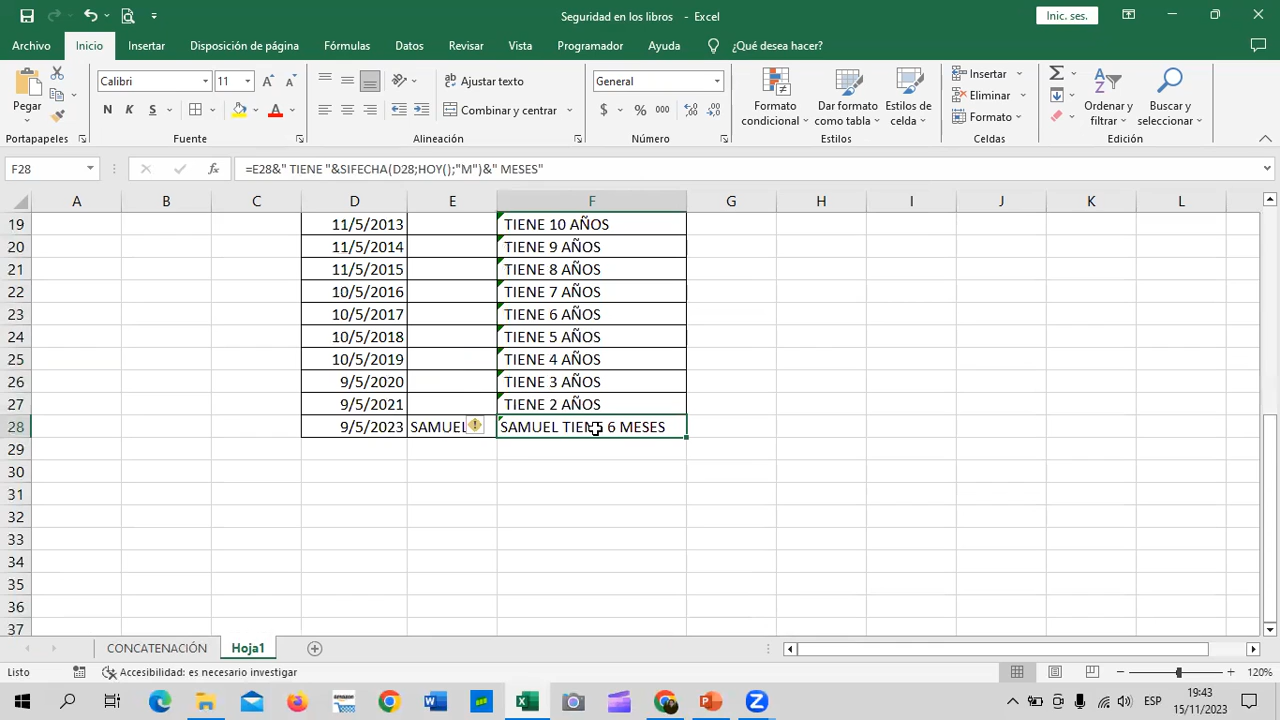 Seguridad en los libros - Excel
Inic. ses.
Archivo Inicio Insertar Disposición de página Fórmulas Datos Revisar Vista Programador Ayuda ¿Qué desea hacer?
Pegar
Calibri 11
N K S
Ajustar texto
Combinar y centrar
General
$ % 000
Formato condicional
Dar formato como tabla
Estilos de celda
Insertar
Eliminar
Formato
Ordenar y filtrar
Buscar y seleccionar
Portapapeles Fuente Alineación Número Estilos Celdas Edición
F28 fx =E28&" TIENE "&SIFECHA(D28;HOY();"M")&" MESES"
A B C D E F G H I J K L
19 11/5/2013 TIENE 10 AÑOS
20 11/5/2014 TIENE 9 AÑOS
21 11/5/2015 TIENE 8 AÑOS
22 10/5/2016 TIENE 7 AÑOS
23 10/5/2017 TIENE 6 AÑOS
24 10/5/2018 TIENE 5 AÑOS
25 10/5/2019 TIENE 4 AÑOS
26 9/5/2020 TIENE 3 AÑOS
27 9/5/2021 TIENE 2 AÑOS
28 9/5/2023 SAMUEL SAMUEL TIENE 6 MESES
29
30
31
32
33
34
35
36
37
CONCATENACIÓN Hoja1
Listo Accesibilidad: es necesario investigar 120%
ESP
19:43
15/11/2023